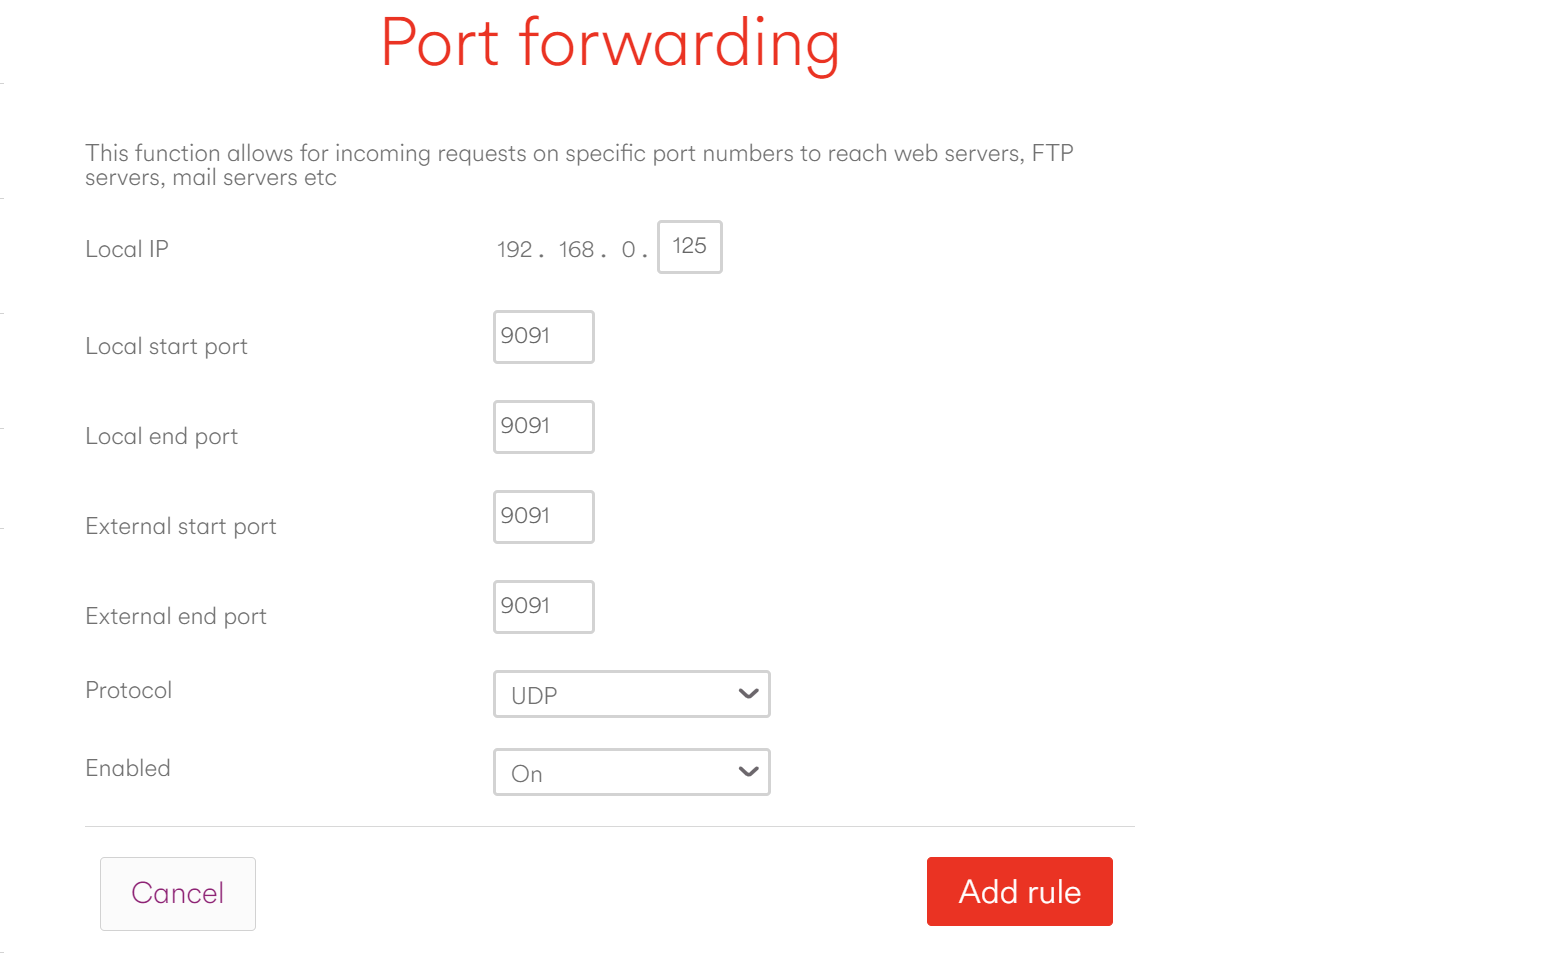 Port forwarding
This function allows for incoming requests on specific port numbers to reach web servers, FTP
servers, mail servers etc
Local IP 192 . 168 . 0 . 125
Local start port 9091
Local end port 9091
External start port 9091
External end port 9091
Protocol UDP
Enabled On
Cancel Add rule